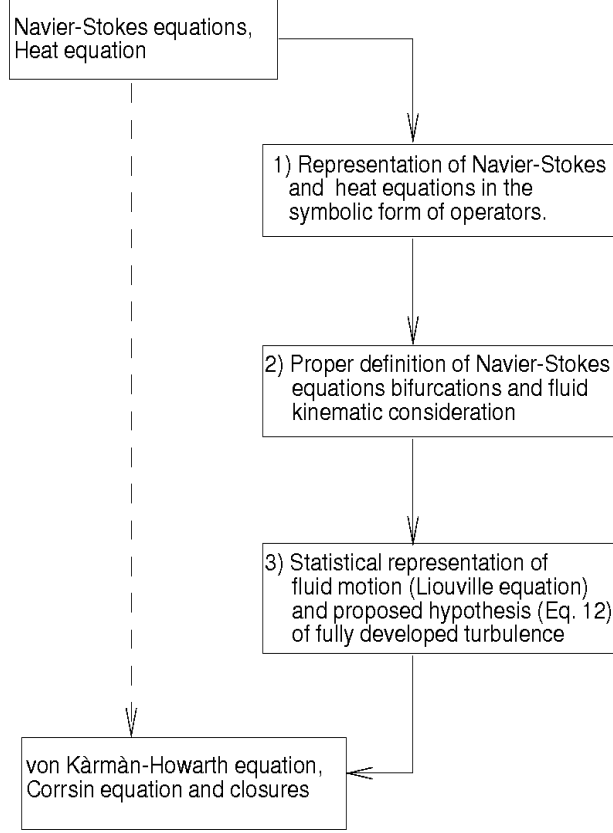 Navier-Stokes equations,
Heat equation
1) Representation of Navier-Stokes
and heat equations in the
symbolic form of operators.
2) Proper definition of Navier-Stokes
equations bifurcations and fluid
kinematic consideration
3) Statistical representation of
fluid motion (Liouville equation)
and proposed hypothesis (Eq. 12)
of fully developed turbulence
von Kàrmàn-Howarth equation,
Corrsin equation and closures